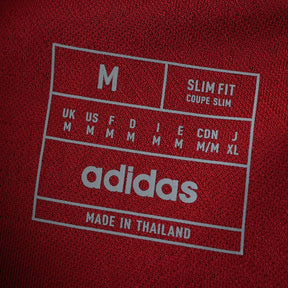 M
SLIM FIT
COUPE SLIM
UK US F D I E CDN J
M M M M M M M/M XL
adidas
MADE IN THAILAND